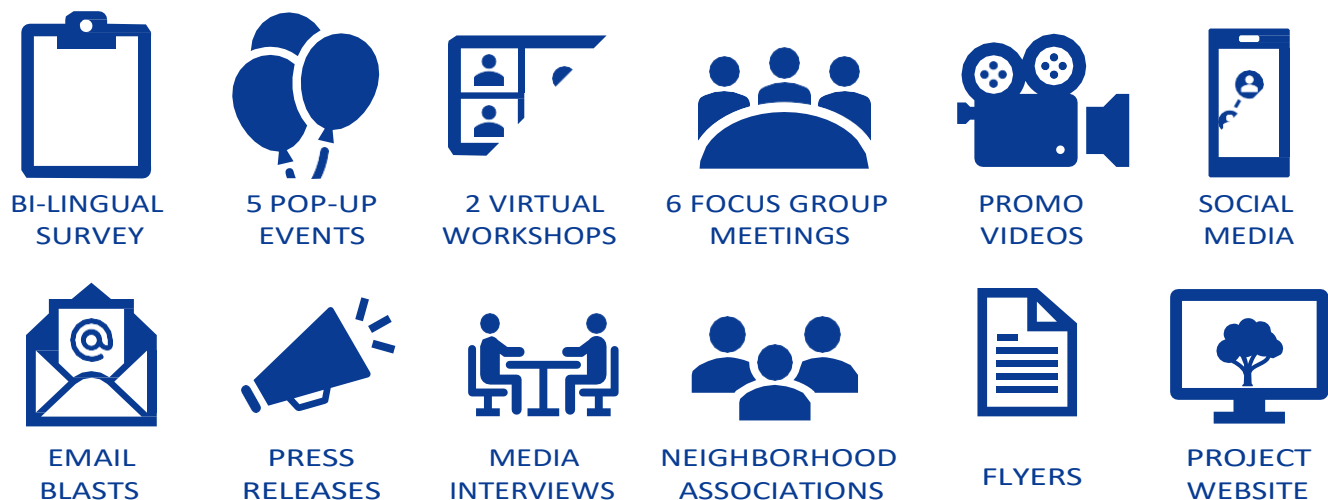 BI-LINGUAL
SURVEY
5 POP-UP
EVENTS
2 VIRTUAL
WORKSHOPS
6 FOCUS GROUP
MEETINGS
PROMO
VIDEOS
SOCIAL
MEDIA
@
EMAIL
BLASTS
PRESS
RELEASES
MEDIA
INTERVIEWS
NEIGHBORHOOD
ASSOCIATIONS
FLYERS
PROJECT
WEBSITE